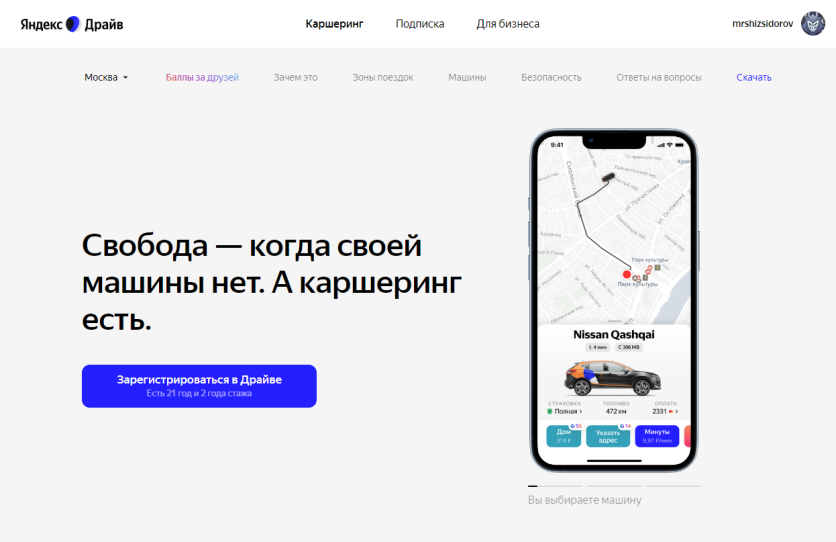 Яндекс Драйв
Каршеринг
Подписка
Для бизнеса
mrshizsidorov
Москва
Баллы за друзей
Зачем это
Зоны поездок
Машины
Безопасность
Ответы на вопросы
Скачать
Свобода — когда своей
машины нет. А каршеринг
есть.
Зарегистрироваться в Драйве
Есть 21 год и 2 года стажа
9:41
Парк культуры
Парк культуры
Nissan Qashqai
4 мин
С 306 МВ
СТРАХОВКА
ТОПЛИВО
ОПЛАТА
Полная
472 км
2331
Дом
314 ₽
Указать
адрес
Минуты
9,97 ₽/мин
Вы выбираете машину